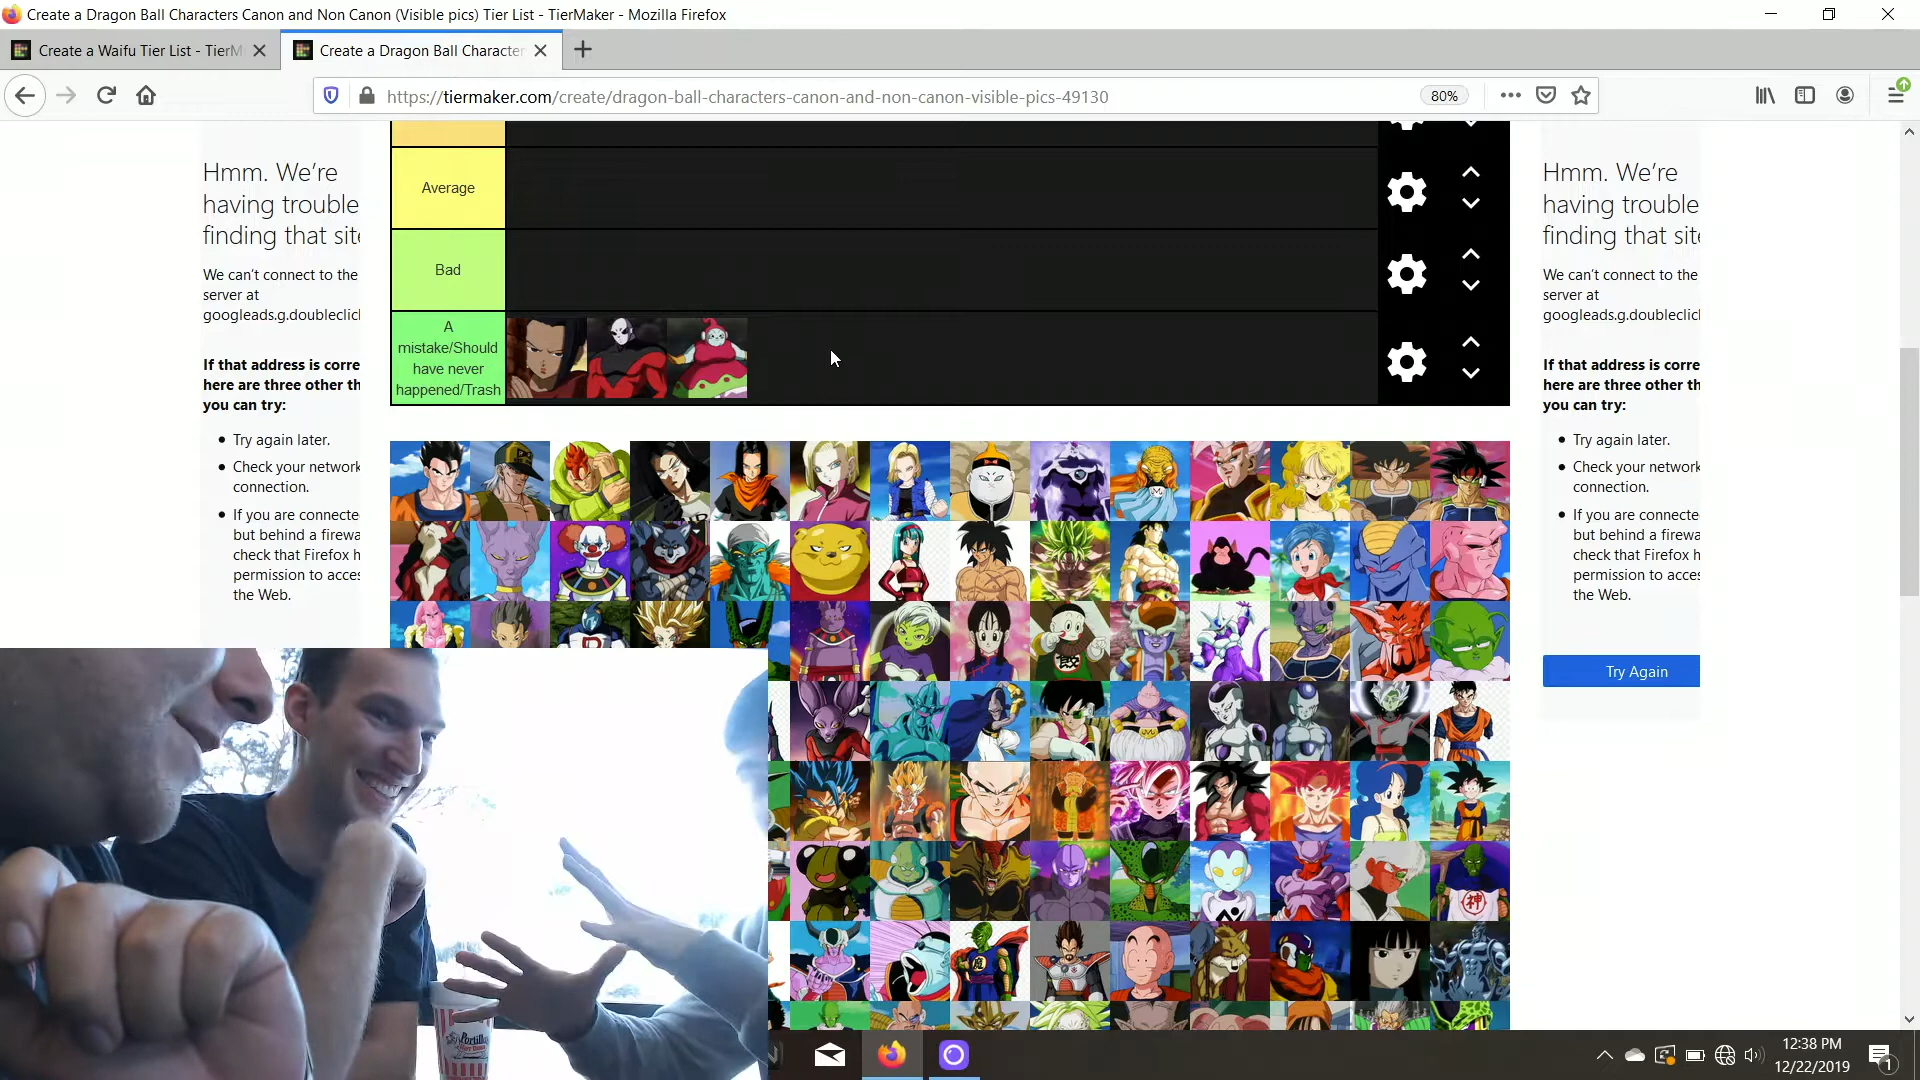 Create a Dragon Ball Characters Canon and Non Canon (Visible pics) Tier List - TierMaker - Mozilla Firefox
Create a Waifu Tier List - TierM
Create a Dragon Ball Character
https://tiermaker.com/create/dragon-ball-characters-canon-and-non-canon-visible-pics-49130
80%
Hmm. We're
having trouble
finding that site
We can't connect to the
server at
googleads.g.doubleclic
If that address is corre
here are three other th
you can try:
Try again later.
Check your network
connection.
If you are connecte
but behind a firewa
check that Firefox h
permission to acces
the Web.
Average
Bad
A
mistake/Should
have never
happened/Trash
Hmm. We're
having trouble
finding that site
We can't connect to the
server at
googleads.g.doubleclic
If that address is corre
here are three other th
you can try:
Try again later.
Check your network
connection.
If you are connecte
but behind a firewa
check that Firefox h
permission to acces
the Web.
Try Again
Portillo's
12:38 PM
12/22/2019
1